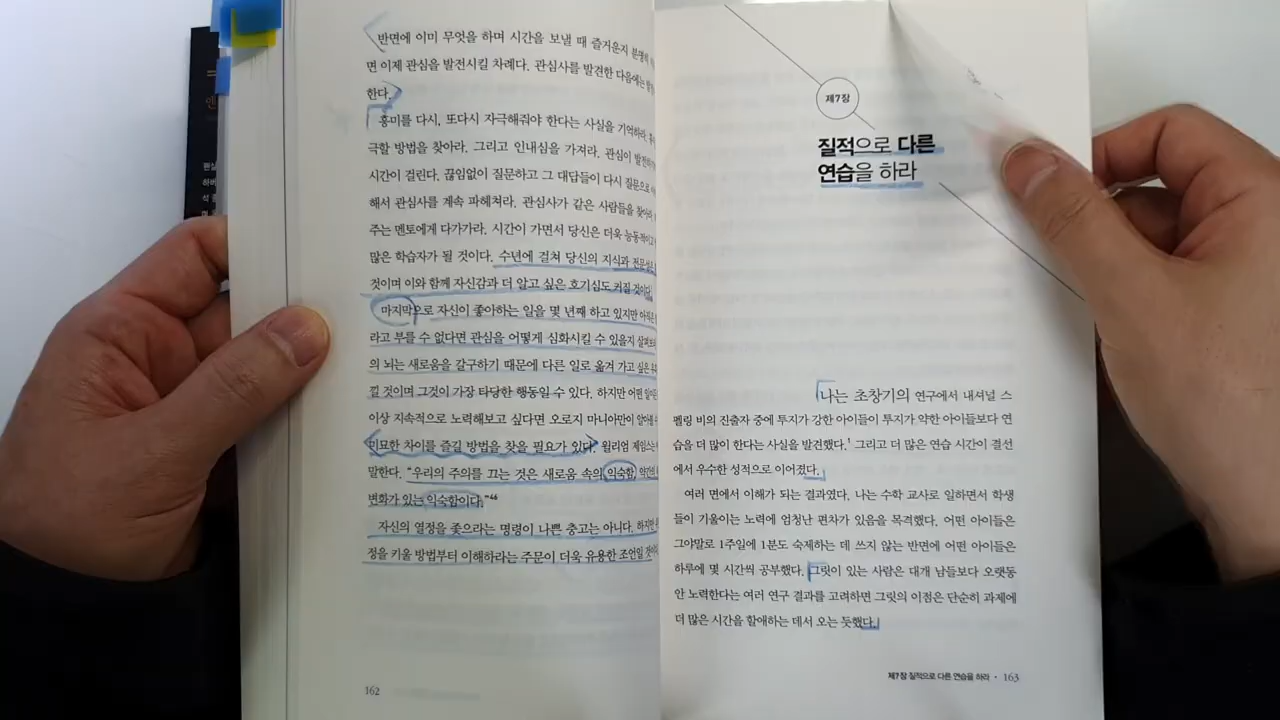 반면에 이미 무엇을 하며 시간을 보낼 때 즐거운지
면 이제 관심을 발전시킬 차례다. 관심사를 발견한 다음에는
한다.
흥미를 다시, 또다시 자극해줘야 한다는 사실을 기억하라.
극할 방법을 찾아라. 그리고 인내심을 가져라. 관심이
시간이 걸린다. 끊임없이 질문하고 그 대답들이 다시 질문으로
해서 관심사를 계속 파헤쳐라. 관심사가 같은 사람들을
주는 멘토에게 다가가라. 시간이 가면서 당신은 더욱
많은 학습자가 될 것이다. 수년에 걸쳐 당신의 지식과
것이며 이와 함께 자신감과 더 알고 싶은 호기심도 커질 것이다.
마지막으로 자신이 좋아하는 일을 몇 년째 하고 있지만
라고 부를 수 없다면 관심을 어떻게 심화시킬 수 있을지
의 뇌는 새로움을 갈구하기 때문에 다른 일로 옮겨 가고 싶은
낄 것이며 그것이 가장 타당한 행동일 수 있다. 하지만 어떤
이상 지속적으로 노력해보고 싶다면 오로지 마니아만이
미묘한 차이를 즐길 방법을 찾을 필요가 있다. 윌리엄
말한다. “우리의 주의를 끄는 것은 새로움 속의 익숙함,
변화가 있는 익숙함이다.”46
자신의 열정을 좇으라는 명령이 나쁜 충고는 아니다. 하지만
정을 키울 방법부터 이해하라는 주문이 더욱 유용한 조언일
162
제7장
질적으로 다른
연습을 하라
나는 초창기의 연구에서 내셔널 스
펠링 비의 진출자 중에 투지가 강한 아이들이 투지가 약한 아이들보다 연
습을 더 많이 한다는 사실을 발견했다.1 그리고 더 많은 연습 시간이 결선
에서 우수한 성적으로 이어졌다.
여러 면에서 이해가 되는 결과였다. 나는 수학 교사로 일하면서 학생
들이 기울이는 노력에 엄청난 편차가 있음을 목격했다. 어떤 아이들은
그야말로 1주일에 1분도 숙제하는 데 쓰지 않는 반면에 어떤 아이들은
하루에 몇 시간씩 공부했다. 그릿이 있는 사람은 대개 남들보다 오랫동
안 노력한다는 여러 연구 결과를 고려하면 그릿의 이점은 단순히 과제에
더 많은 시간을 할애하는 데서 오는 듯했다.
제7장 질적으로 다른 연습을 하라 • 163